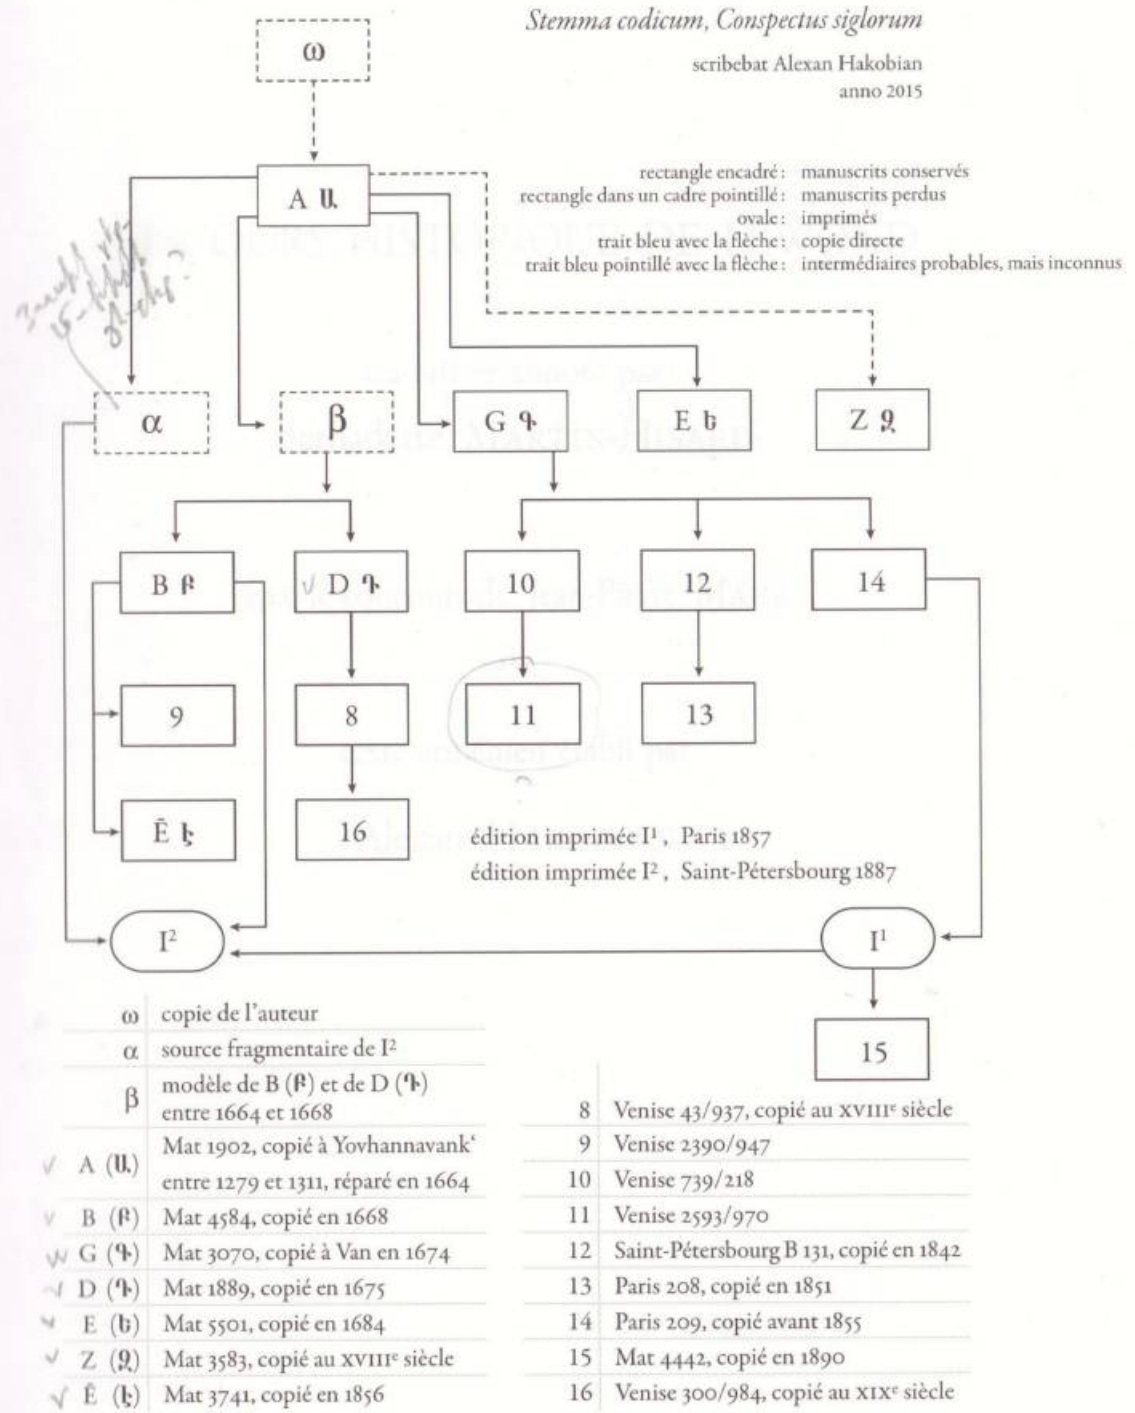 Stemma codicum, Conspectus siglorum
scribebat Alexan Hakobian
anno 2015
ω
A Ա
rectangle encadré : manuscrits conservés
rectangle dans un cadre pointillé : manuscrits perdus
ovale : imprimés
trait bleu avec la flèche : copie directe
trait bleu pointillé avec la flèche : intermédiaires probables, mais inconnus
α
β
G Գ
E Ե
Z Զ
B Բ
D Դ
10
12
14
9
8
11
13
Ê Է
16
édition imprimée I¹, Paris 1857
édition imprimée I², Saint-Pétersbourg 1887
I²
I¹
15
ω copie de l'auteur
α source fragmentaire de I²
β modèle de B (Բ) et de D (Դ)
entre 1664 et 1668
A (Ա) Mat 1902, copié à Yovhannavankʻ
entre 1279 et 1311, réparé en 1664
B (Բ) Mat 4584, copié en 1668
G (Գ) Mat 3070, copié à Van en 1674
D (Դ) Mat 1889, copié en 1675
E (Ե) Mat 5501, copié en 1684
Z (Զ) Mat 3583, copié au XVIIIᵉ siècle
Ê (Է) Mat 3741, copié en 1856
8 Venise 43/937, copié au XVIIIᵉ siècle
9 Venise 2390/947
10 Venise 739/218
11 Venise 2593/970
12 Saint-Pétersbourg B 131, copié en 1842
13 Paris 208, copié en 1851
14 Paris 209, copié avant 1855
15 Mat 4442, copié en 1890
16 Venise 300/984, copié au XIXᵉ siècle